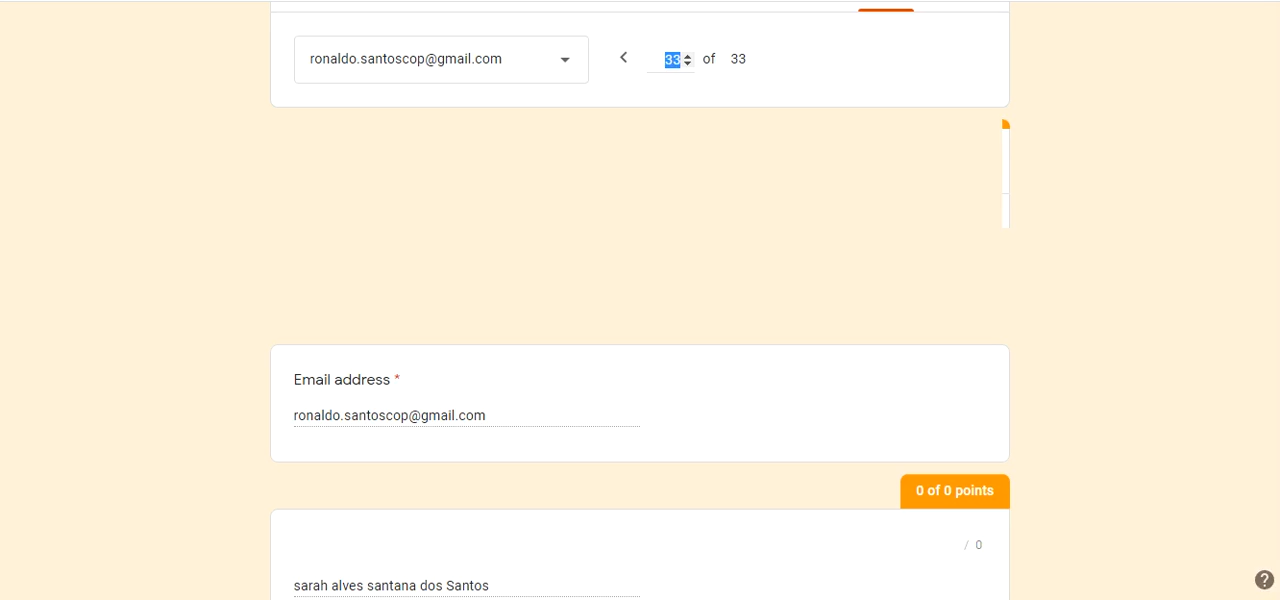 ronaldo.santoscop@gmail.com 33 of 33
Email address *
ronaldo.santoscop@gmail.com
0 of 0 points
/ 0
sarah alves santana dos Santos
?